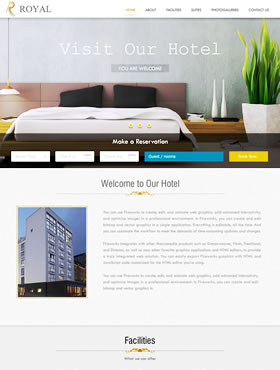 ROYAL
HOME ABOUT FACILITIES SUITES PHOTOGALLERIES CONTACT US
Visit Our Hotel
YOU ARE WELCOME
Make a Reservation
Guest / rooms
Book Now
Welcome to Our Hotel
You can use Fireworks to create, edit, and animate web graphics, add advanced interactivity,
and optimize images in a professional environment. In Fireworks, you can create and edit
bitmap and vector graphics in a single application. Everything is editable, all the time. And
you can automate the workflow to meet the demands of time-consuming updates and changes.
Fireworks integrates with other Macromedia products such as Dreamweaver, Flash, FreeHand,
and Director, as well as your other favorite graphics applications and HTML editors, to provide
a truly integrated web solution. You can easily export Fireworks graphics with HTML and
JavaScript code customized for the HTML editor you're using.
You can use Fireworks to create, edit, and animate web graphics, add advanced interactivity,
and optimize images in a professional environment. In Fireworks, you can create and edit
bitmap and vector graphics in
Facilities
What we can offer